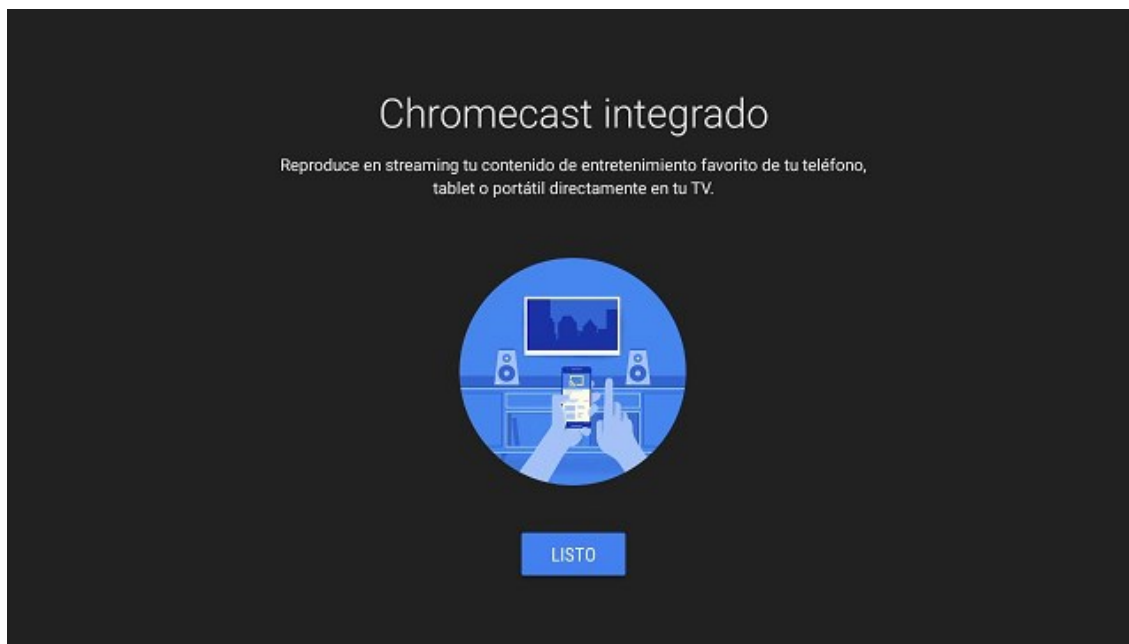 Chromecast integrado
Reproduce en streaming tu contenido de entretenimiento favorito de tu teléfono,
tablet o portátil directamente en tu TV.
LISTO